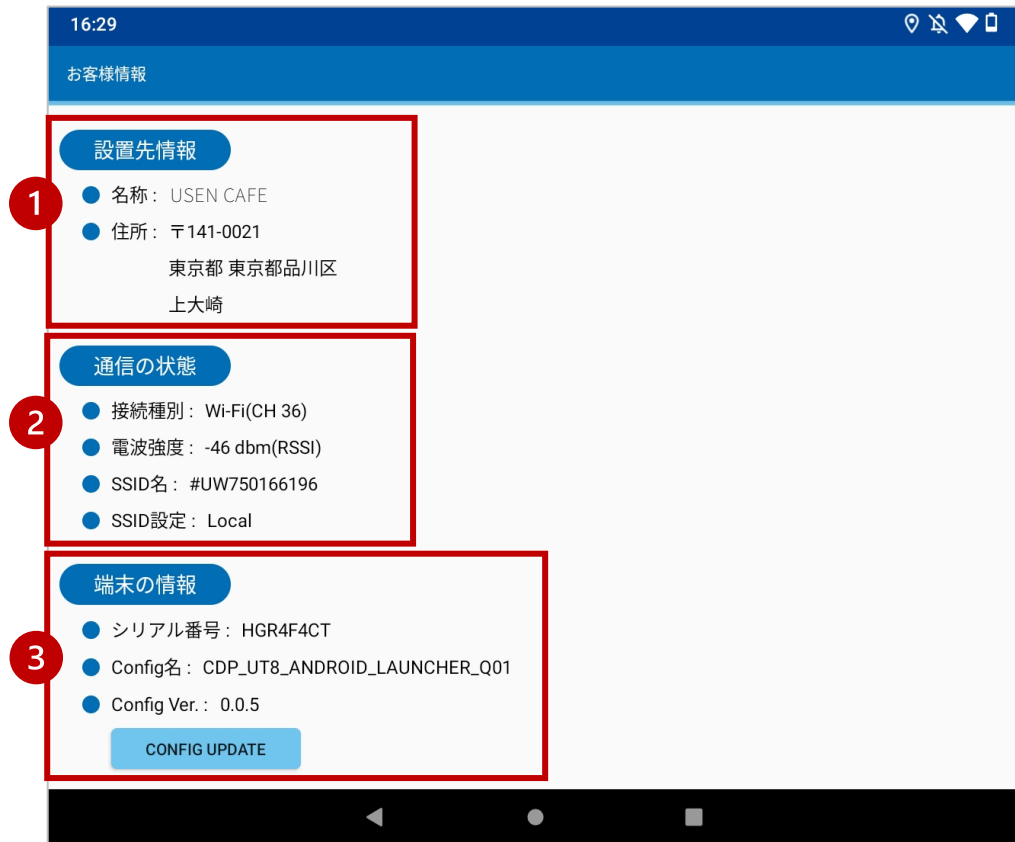 16:29
お客様情報
設置先情報
1
名称 : USEN CAFE
住所 : 〒141-0021
東京都 東京都品川区
上大崎
通信の状態
2
接続種別 : Wi-Fi(CH 36)
電波強度 : -46 dbm(RSSI)
SSID名 : #UW750166196
SSID設定 : Local
端末の情報
3
シリアル番号 : HGR4F4CT
Config名 : CDP_UT8_ANDROID_LAUNCHER_Q01
Config Ver. : 0.0.5
CONFIG UPDATE